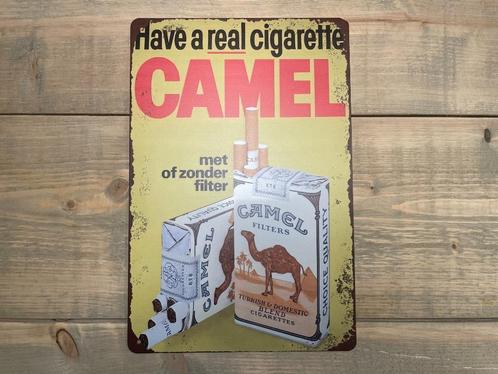 Have a real cigarette
CAMEL
met
of zonder
filter
CAMEL
FILTERS
TURKISH & DOMESTIC
BLEND
CIGARETTES
CHOICE QUALITY
CAMEL